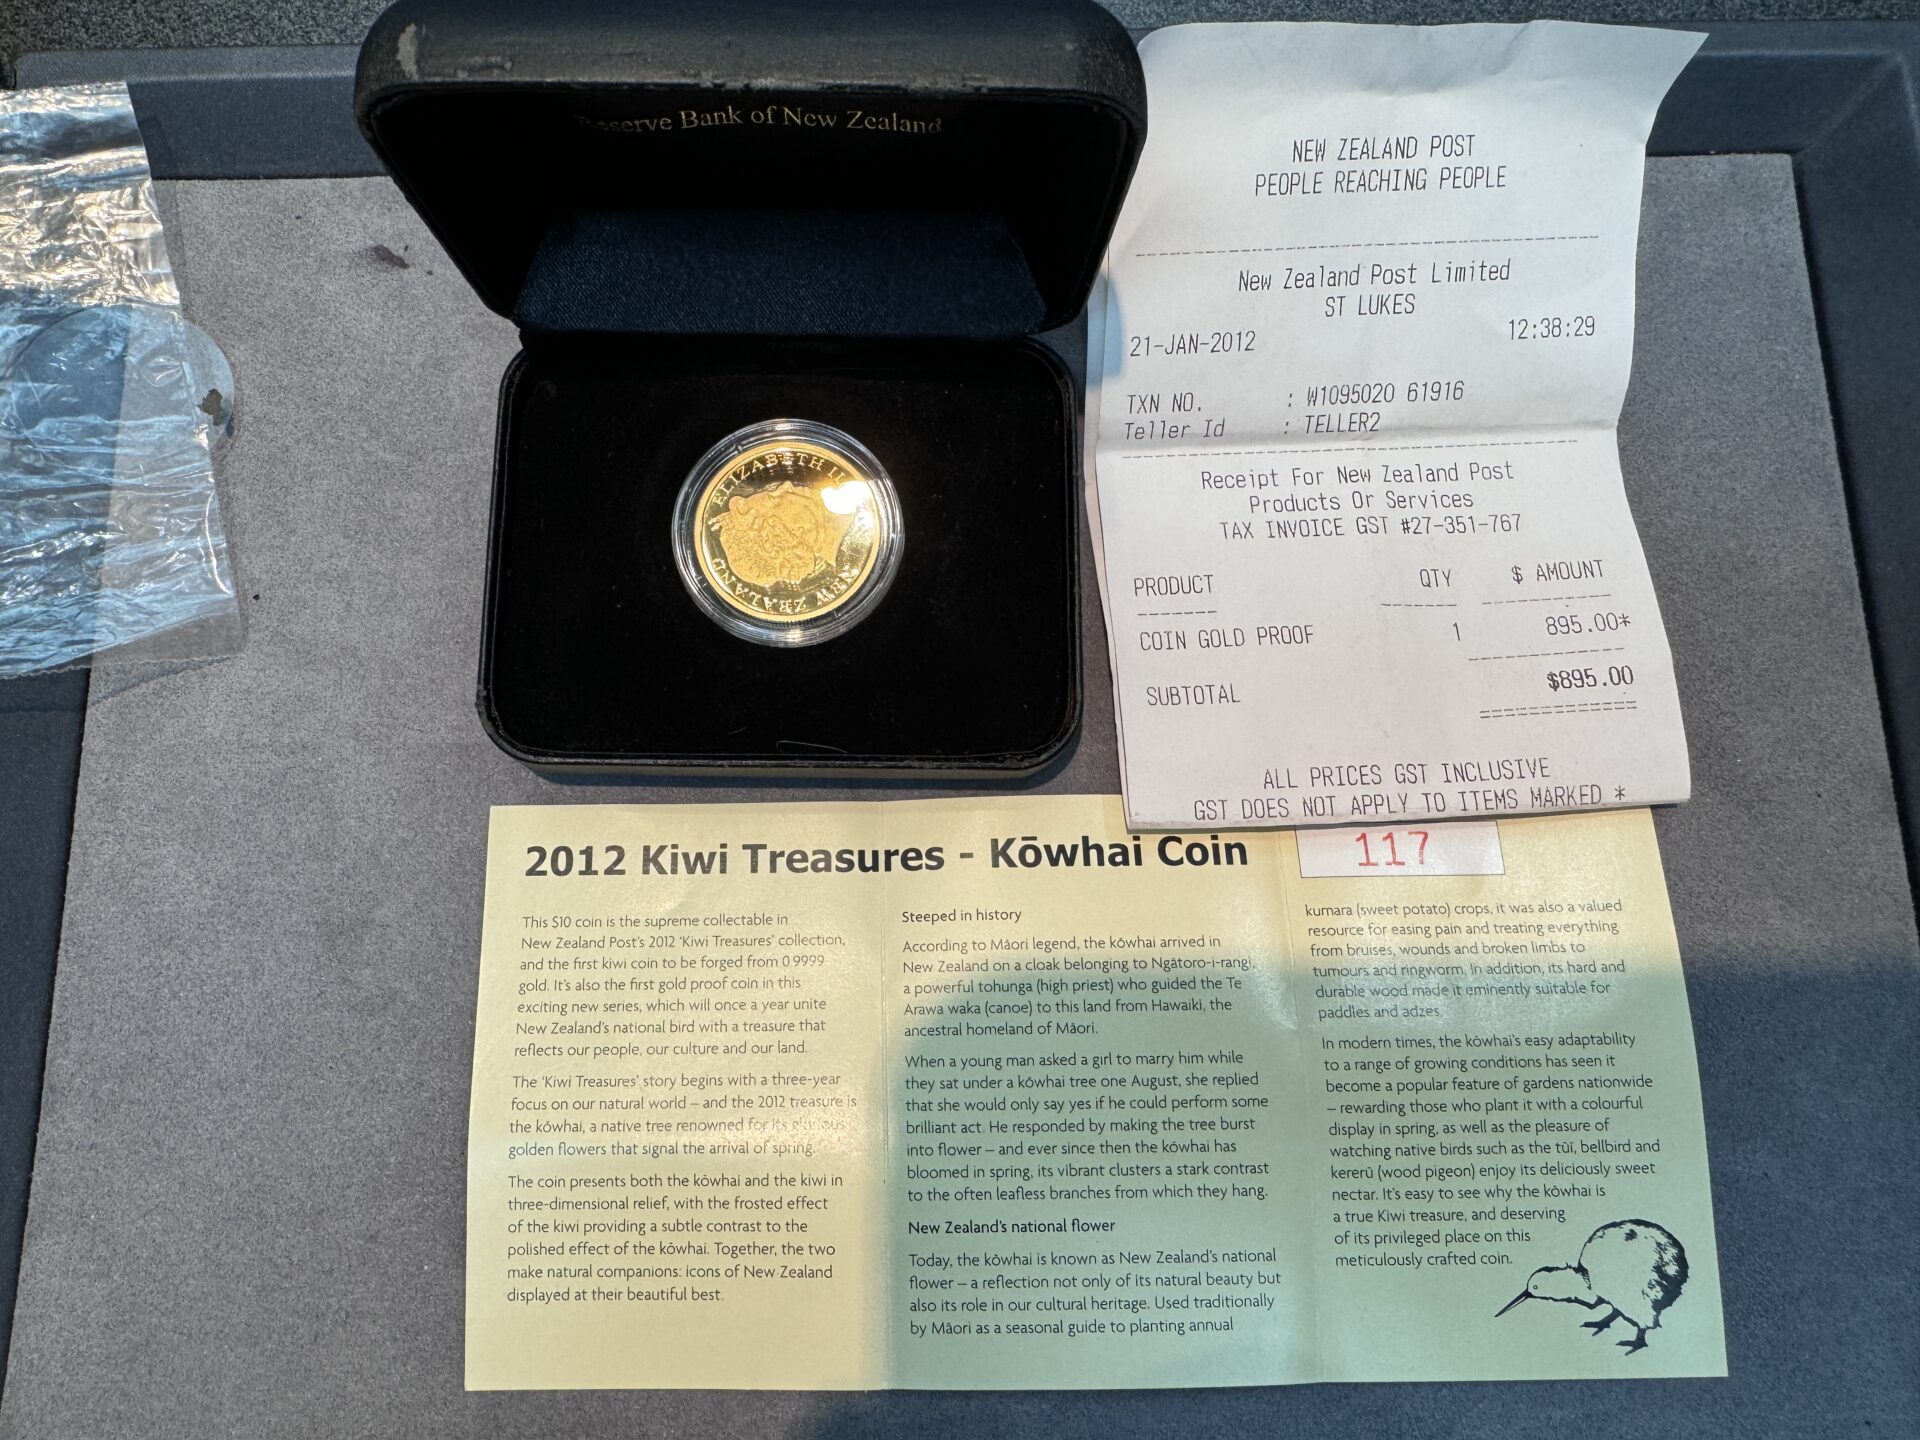 Reserve Bank of New Zealand
ELIZABETH II
NEW ZEALAND
NEW ZEALAND POST
PEOPLE REACHING PEOPLE
New Zealand Post Limited
ST LUKES
21-JAN-2012 12:38:29
TXN NO. : W1095020 61916
Teller Id : TELLER2
Receipt For New Zealand Post
Products Or Services
TAX INVOICE GST #27-351-767
PRODUCT QTY $ AMOUNT
COIN GOLD PROOF 1 895.00*
SUBTOTAL $895.00
ALL PRICES GST INCLUSIVE
GST DOES NOT APPLY TO ITEMS MARKED *
2012 Kiwi Treasures - Kōwhai Coin
117
This $10 coin is the supreme collectable in
New Zealand Post's 2012 'Kiwi Treasures' collection,
and the first kiwi coin to be forged from 0.9999
gold. It's also the first gold proof coin in this
exciting new series, which will once a year unite
New Zealand's national bird with a treasure that
reflects our people, our culture and our land.
The 'Kiwi Treasures' story begins with a three-year
focus on our natural world – and the 2012 treasure is
the kōwhai, a native tree renowned for its glorious
golden flowers that signal the arrival of spring.
The coin presents both the kōwhai and the kiwi in
three-dimensional relief, with the frosted effect
of the kiwi providing a subtle contrast to the
polished effect of the kōwhai. Together, the two
make natural companions: icons of New Zealand
displayed at their beautiful best.
Steeped in history
According to Māori legend, the kōwhai arrived in
New Zealand on a cloak belonging to Ngātoro-i-rangi,
a powerful tohunga (high priest) who guided the Te
Arawa waka (canoe) to this land from Hawaiki, the
ancestral homeland of Māori.
When a young man asked a girl to marry him while
they sat under a kōwhai tree one August, she replied
that she would only say yes if he could perform some
brilliant act. He responded by making the tree burst
into flower – and ever since then the kōwhai has
bloomed in spring, its vibrant clusters a stark contrast
to the often leafless branches from which they hang.
New Zealand's national flower
Today, the kōwhai is known as New Zealand's national
flower – a reflection not only of its natural beauty but
also its role in our cultural heritage. Used traditionally
by Māori as a seasonal guide to planting annual
kumara (sweet potato) crops, it was also a valued
resource for easing pain and treating everything
from bruises, wounds and broken limbs to
tumours and ringworm. In addition, its hard and
durable wood made it eminently suitable for
paddles and adzes.
In modern times, the kōwhai's easy adaptability
to a range of growing conditions has seen it
become a popular feature of gardens nationwide
– rewarding those who plant it with a colourful
display in spring, as well as the pleasure of
watching native birds such as the tūī, bellbird and
kererū (wood pigeon) enjoy its deliciously sweet
nectar. It's easy to see why the kōwhai is
a true Kiwi treasure, and deserving
of its privileged place on this
meticulously crafted coin.